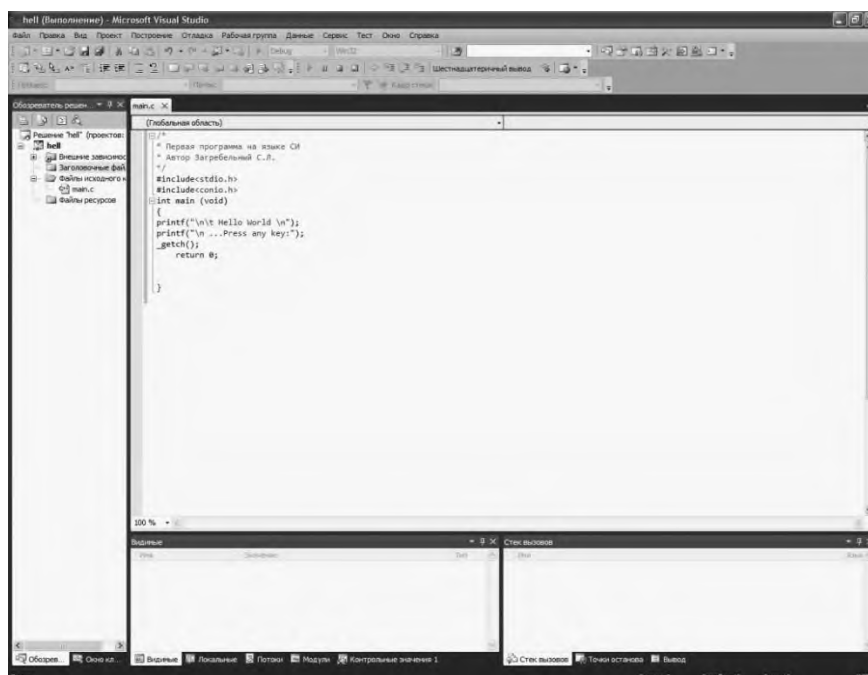 hell (Выполнение) - Microsoft Visual Studio
Файл Правка Вид Проект Построение Отладка Рабочая группа Данные Сервис Тест Окно Справка
Debug Win32
Шестнадцатеричный вывод
Обозреватель решен...
main.c
(Глобальная область)
Решение "hell" (проектов:
hell
Внешние зависимос
Заголовочные фай
Файлы исходного к
main.c
Файлы ресурсов
/*
* Первая программа на языке СИ
* Автор Загребельный С.Л.
*/
#include<stdio.h>
#include<conio.h>
int main (void)
{
printf("\n\t Hello World \n");
printf("\n ...Press any key:");
_getch();
return 0;
}
100 %
Видимые
Имя Значение Тип
Стек вызовов
Имя Язык
Обозрев... Окно кл...
Видимые Локальные Потоки Модули Контрольные значения 1
Стек вызовов Точки останова Вывод